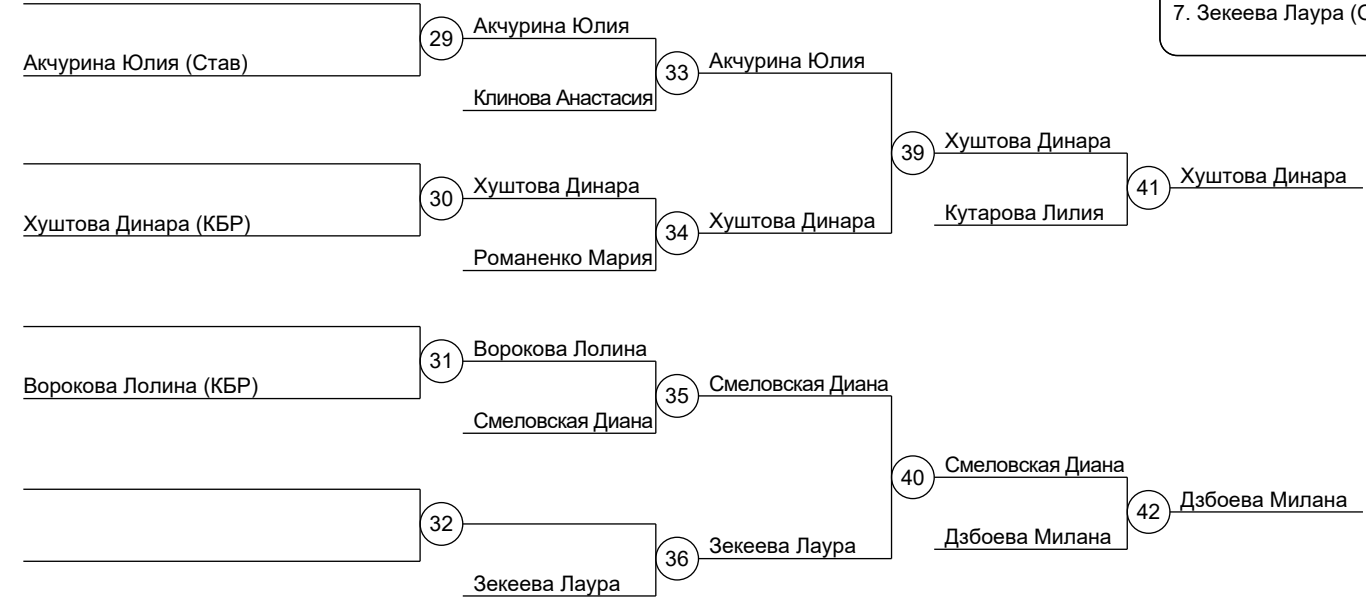 7. Зекеева Лаура (С
29
Акчурина Юлия
Акчурина Юлия (Став)
33
Акчурина Юлия
Клинова Анастасия
39
Хуштова Динара
30
Хуштова Динара
41
Хуштова Динара
Хуштова Динара (КБР)
34
Хуштова Динара
Кутарова Лилия
Романенко Мария
31
Ворокова Лолина
Ворокова Лолина (КБР)
35
Смеловская Диана
Смеловская Диана
40
Смеловская Диана
32
42
Дзбоева Милана
Дзбоева Милана
36
Зекеева Лаура
Зекеева Лаура